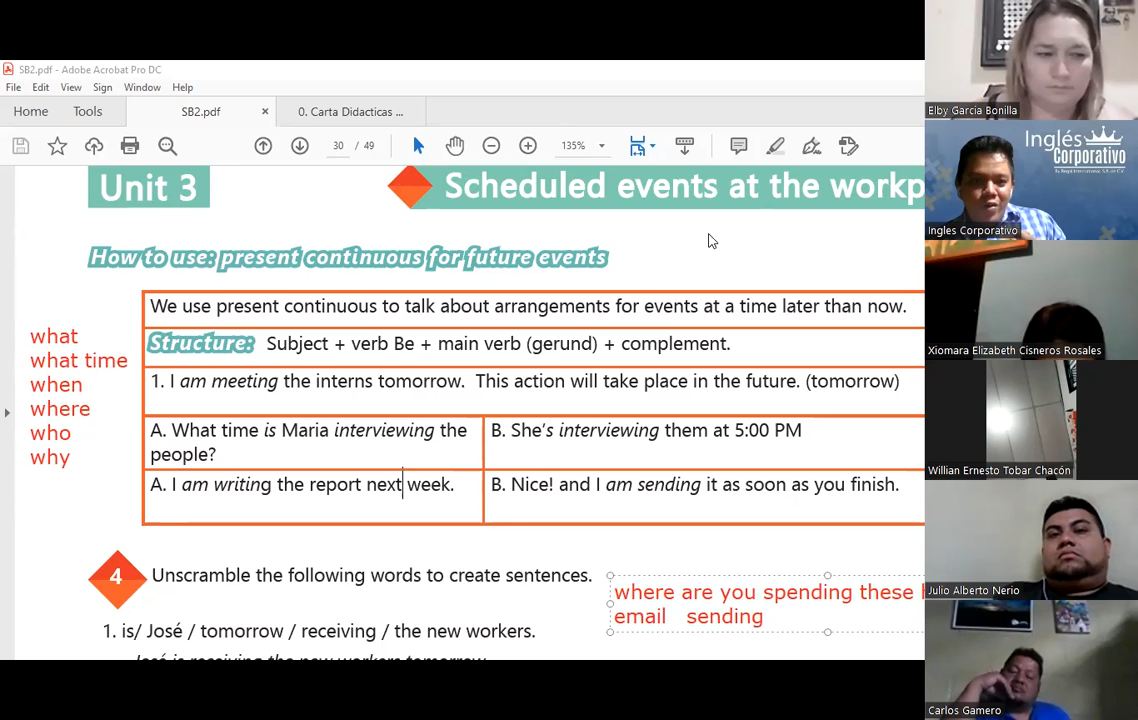 SB2.pdf - Adobe Acrobat Pro DC
File Edit View Sign Window Help
Home Tools SB2.pdf × 0. Carta Didacticas ...
30 / 49 135%
Unit 3 Scheduled events at the workp
How to use: present continuous for future events
We use present continuous to talk about arrangements for events at a time later than now.
Structure: Subject + verb Be + main verb (gerund) + complement.
1. I am meeting the interns tomorrow. This action will take place in the future. (tomorrow)
A. What time is Maria interviewing the people?
B. She's interviewing them at 5:00 PM
A. I am writing the report next week.
B. Nice! and I am sending it as soon as you finish.
what
what time
when
where
who
why
4 Unscramble the following words to create sentences.
where are you spending these
email sending
1. is/ José / tomorrow / receiving / the new workers.
José is receiving the new workers tomorrow
Elby García Bonilla
Inglés
Corporativo
Ingles Corporativo
Xiomara Elizabeth Cisneros Rosales
Willian Ernesto Tobar Chacón
Julio Alberto Nerio
Carlos Gamero